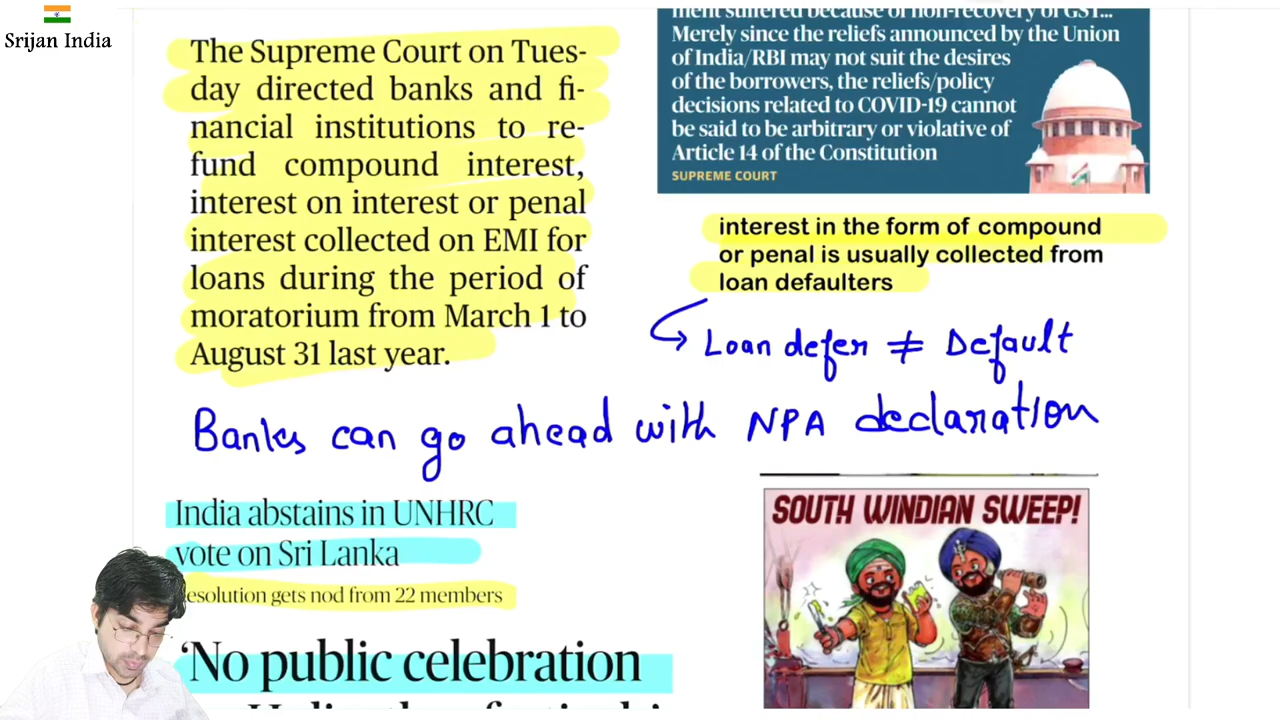 Srijan India
The Supreme Court on Tues-
day directed banks and fi-
nancial institutions to re-
fund compound interest,
interest on interest or penal
interest collected on EMI for
loans during the period of
moratorium from March 1 to
August 31 last year.
ment suffered because of non-recovery of GST...
Merely since the reliefs announced by the Union
of India/RBI may not suit the desires
of the borrowers, the reliefs/policy
decisions related to COVID-19 cannot
be said to be arbitrary or violative of
Article 14 of the Constitution
SUPREME COURT
interest in the form of compound
or penal is usually collected from
loan defaulters
Loan defer ≠ Default
Banks can go ahead with NPA declaration
India abstains in UNHRC
vote on Sri Lanka
esolution gets nod from 22 members
‘No public celebration
SOUTH WINDIAN SWEEP!